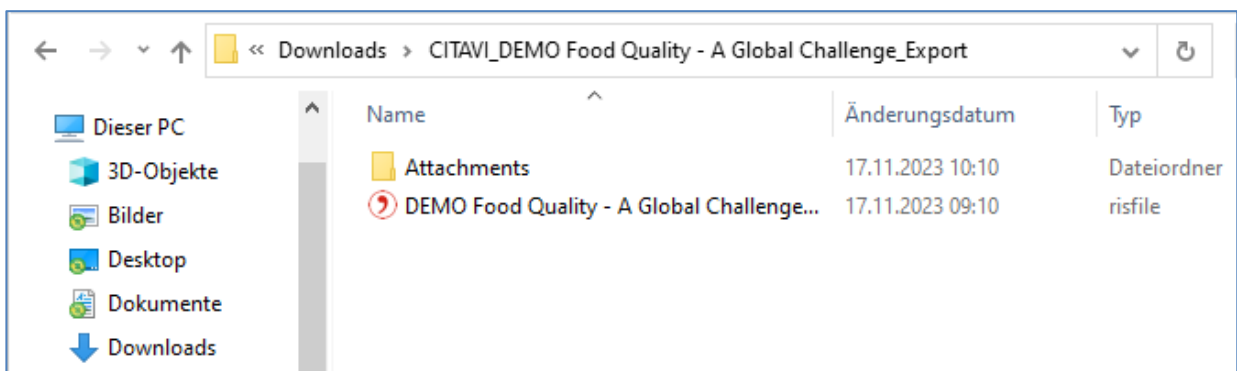 « Downloads › CITAVI_DEMO Food Quality - A Global Challenge_Export
Dieser PC
3D-Objekte
Bilder
Desktop
Dokumente
Downloads
Name Änderungsdatum Typ
Attachments 17.11.2023 10:10 Dateiordner
DEMO Food Quality - A Global Challenge... 17.11.2023 09:10 risfile